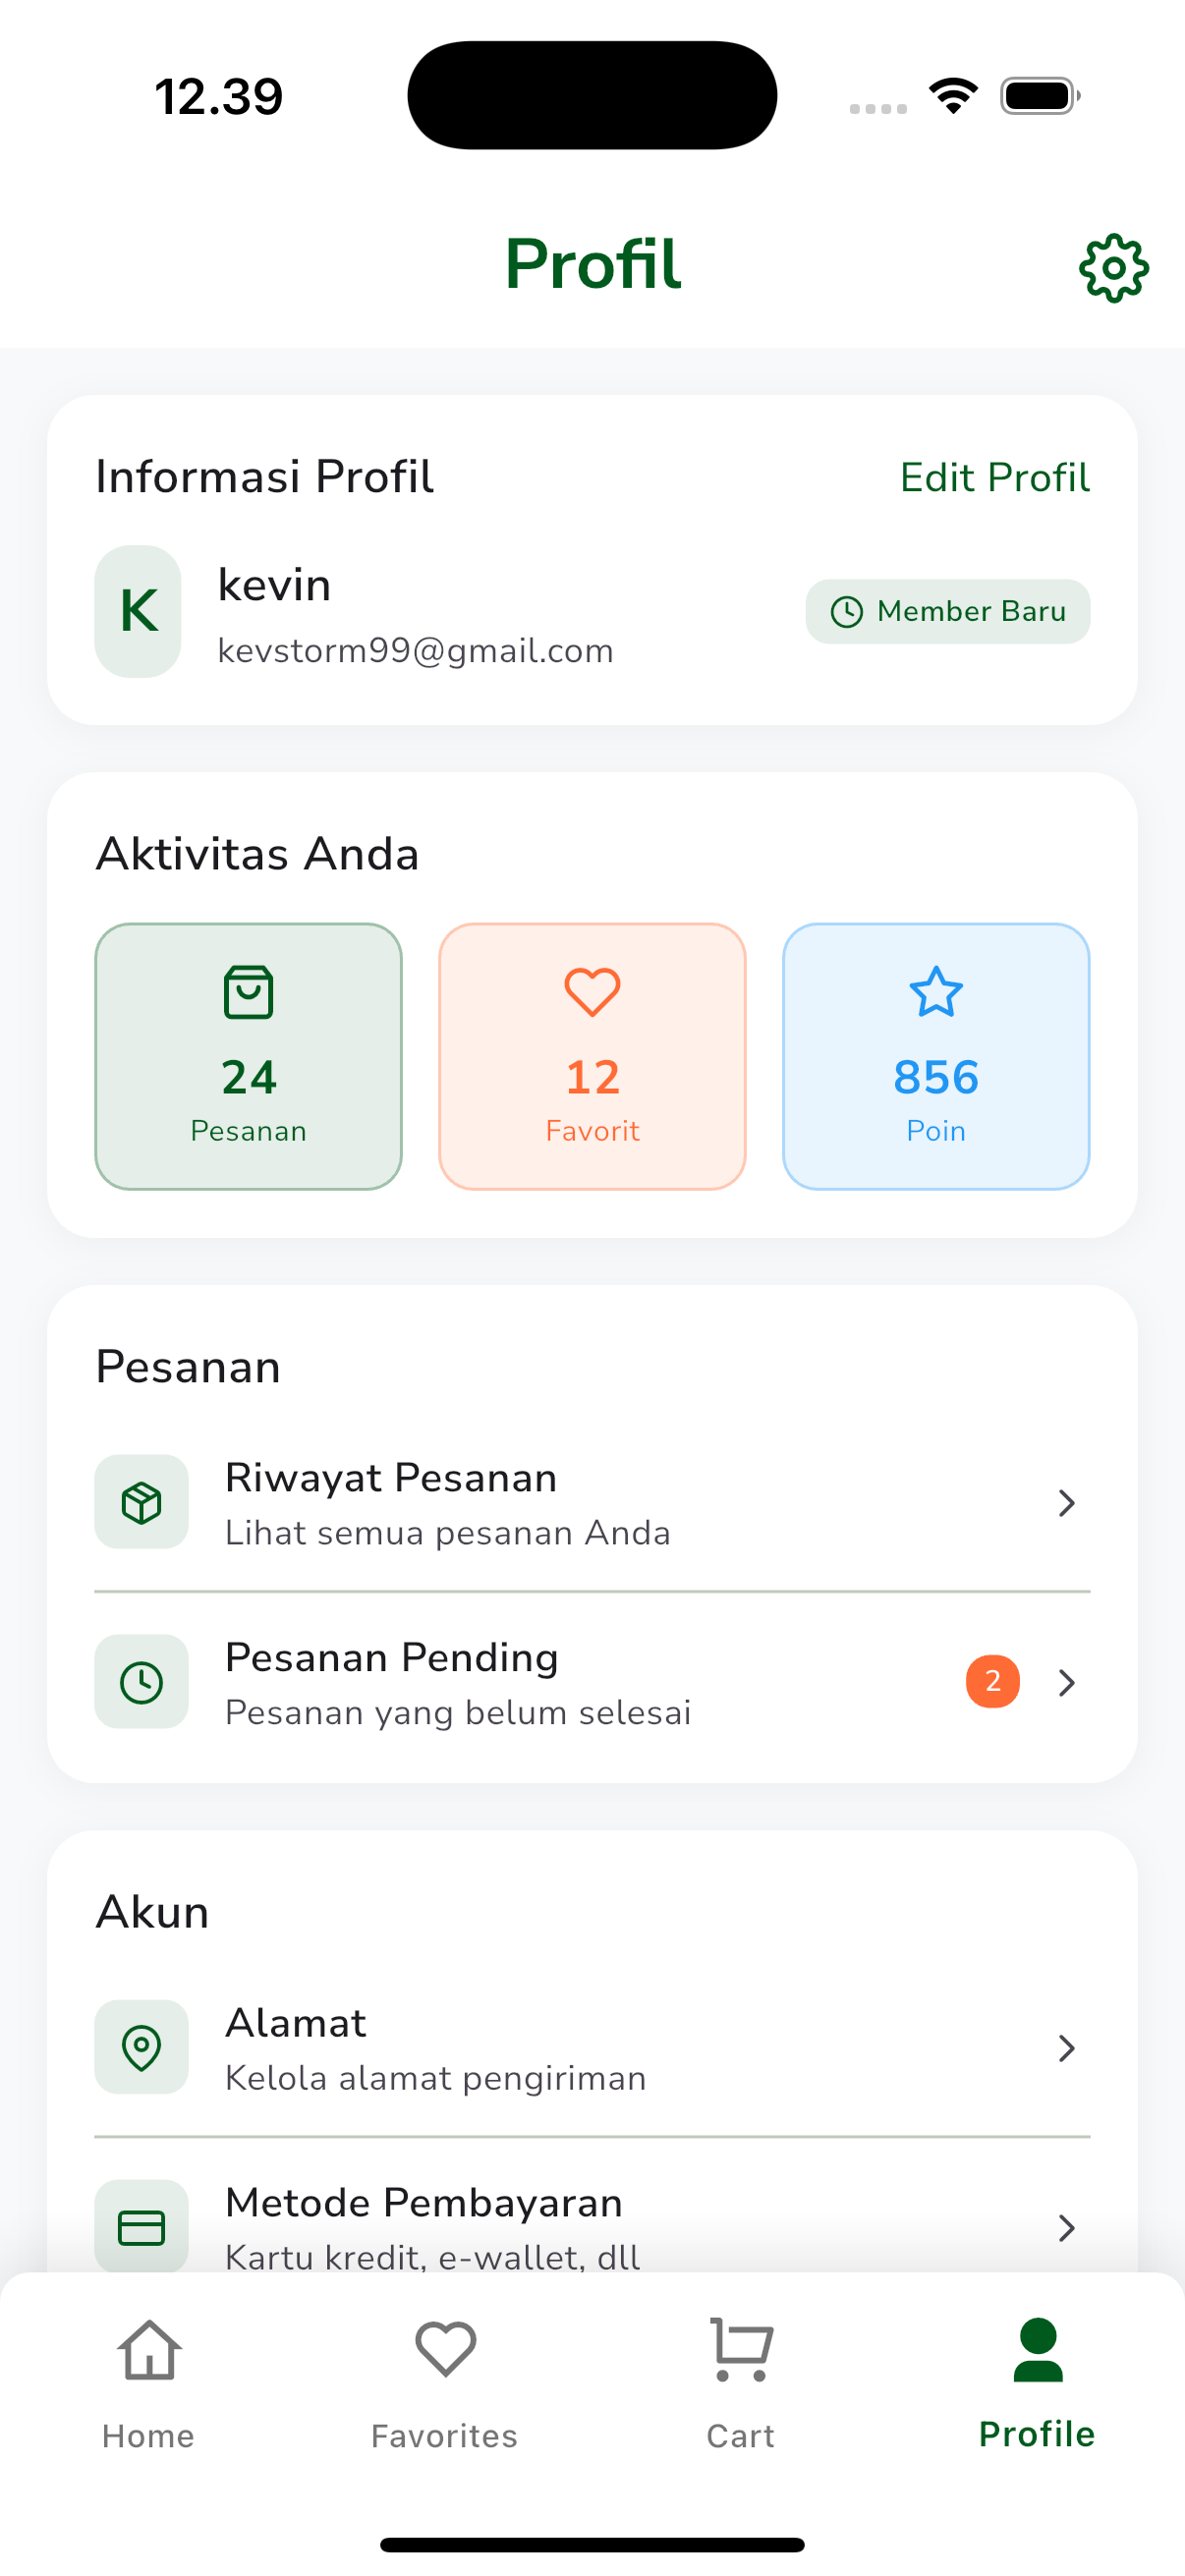 12.39
Profil
Informasi Profil
Edit Profil
K
kevin
kevstorm99@gmail.com
Member Baru
Aktivitas Anda
24
Pesanan
12
Favorit
856
Poin
Pesanan
Riwayat Pesanan
Lihat semua pesanan Anda
Pesanan Pending
Pesanan yang belum selesai
2
Akun
Alamat
Kelola alamat pengiriman
Metode Pembayaran
Kartu kredit, e-wallet, dll
Home
Favorites
Cart
Profile